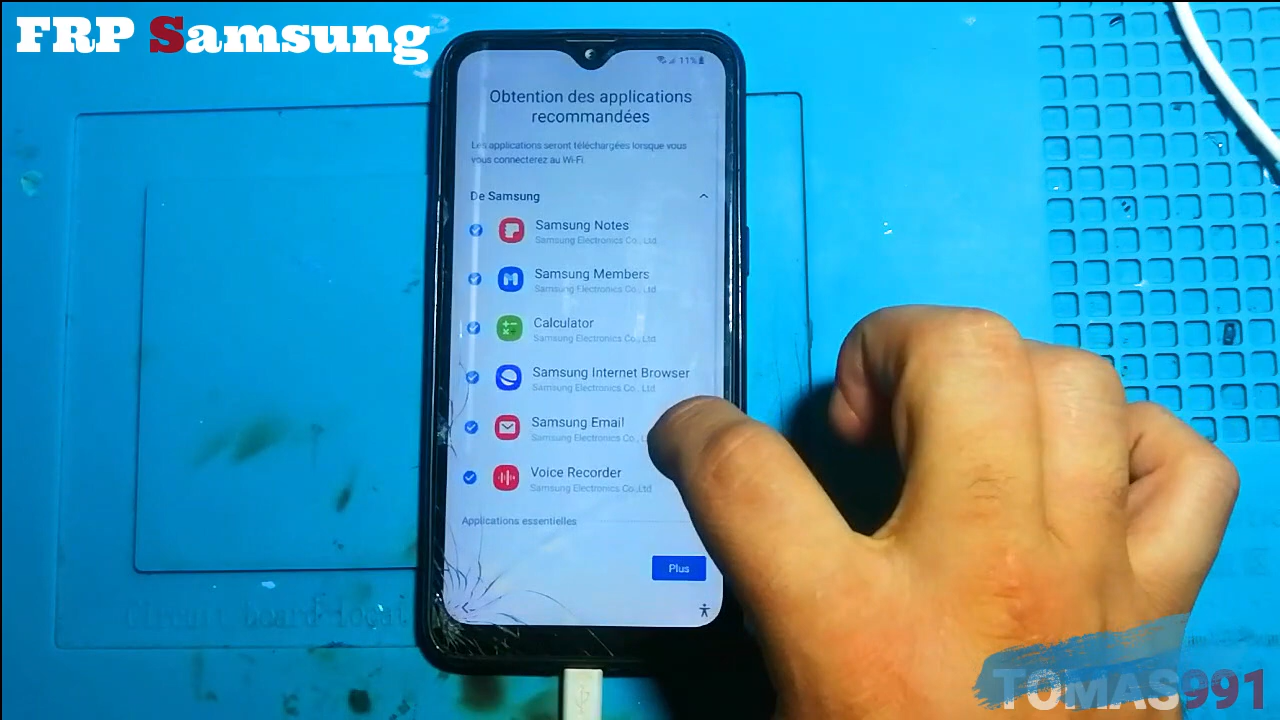 FRP Samsung
11%
Obtention des applications
recommandées
Les applications seront téléchargées lorsque vous
vous connecterez au Wi-Fi.
De Samsung
Samsung Notes
Samsung Electronics Co., Ltd.
Samsung Members
Samsung Electronics Co., Ltd.
Calculator
Samsung Electronics Co., Ltd.
Samsung Internet Browser
Samsung Electronics Co., Ltd.
Samsung Email
Samsung Electronics Co.,
Voice Recorder
Samsung Electronics Co.,Ltd.
Applications essentielles
Plus
Circuit board
TOMAS991